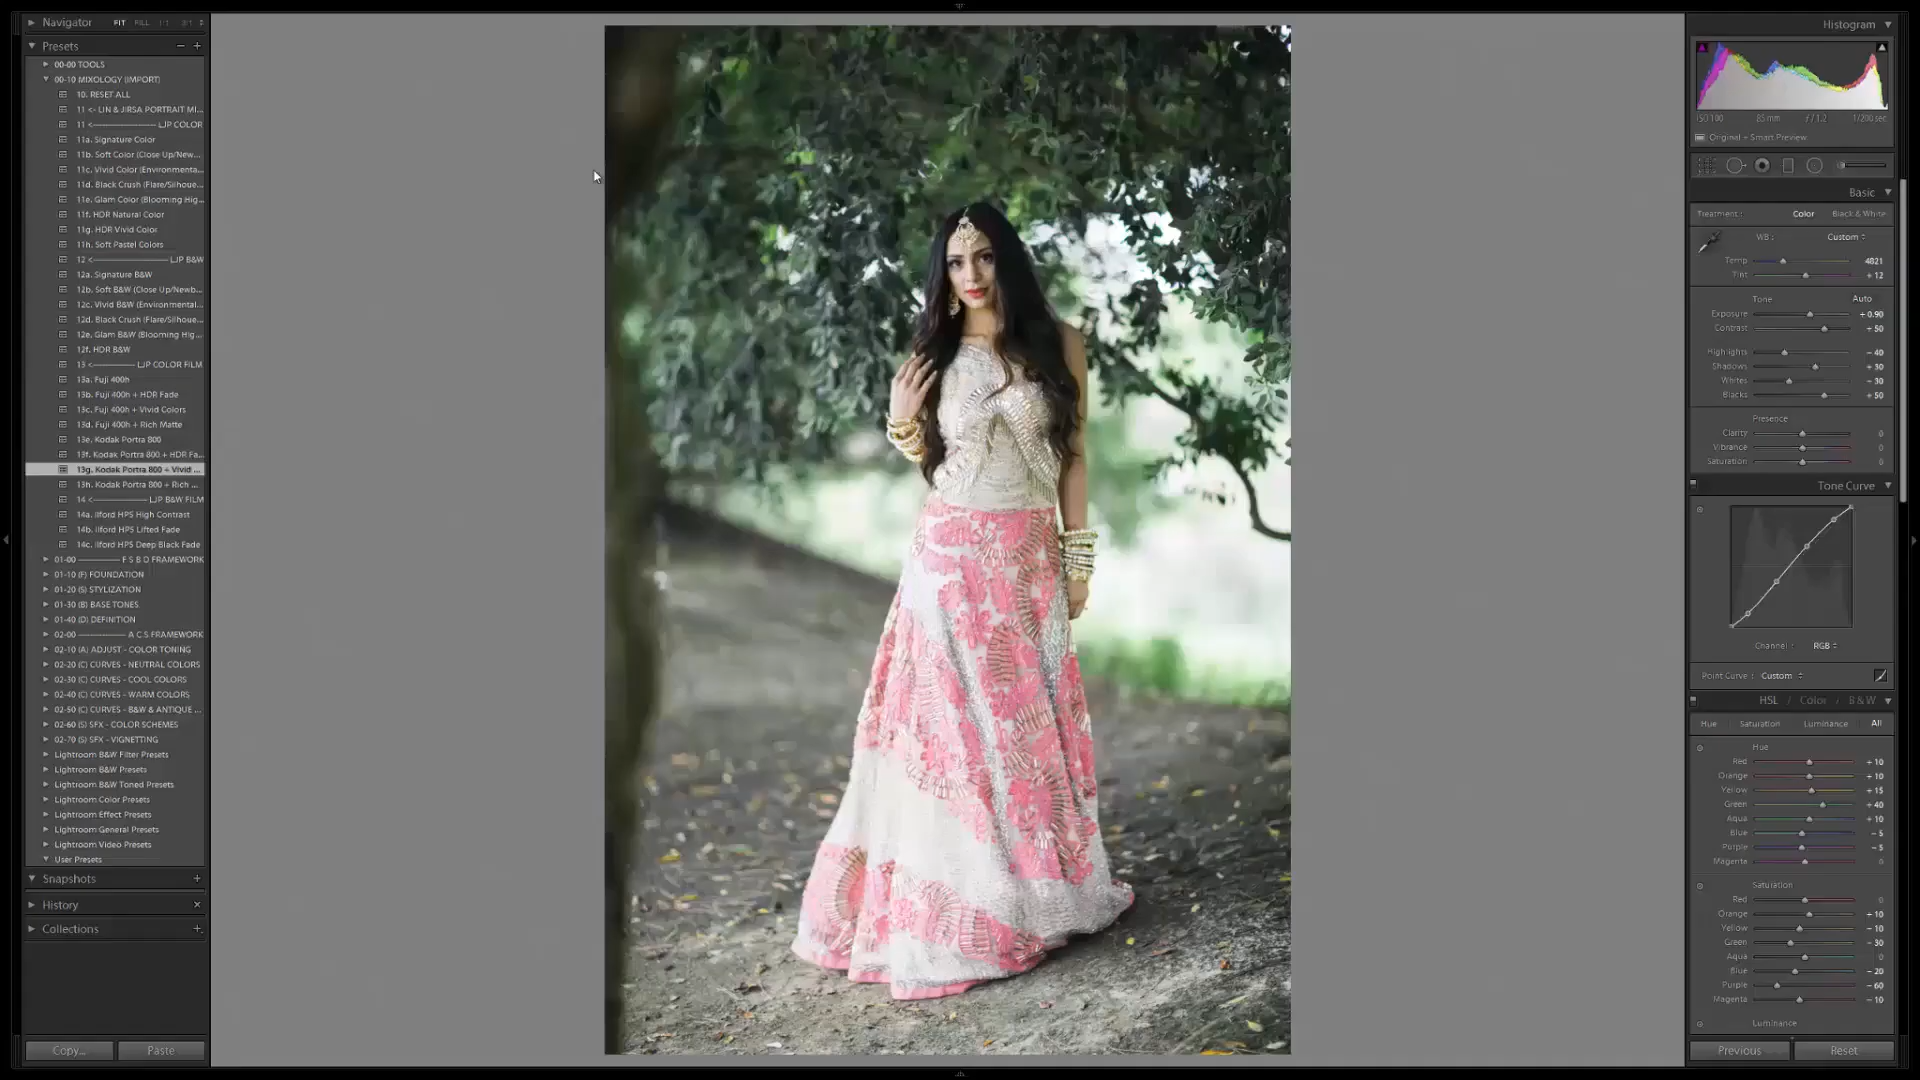 Navigator FIT FILL 1:1 3:1
Presets
00-00 TOOLS
00-10 MIXOLOGY (IMPORT)
10. RESET ALL
11 <- LIN & JIRSA PORTRAIT MI...
11 <—————— LJP COLOR
11a. Signature Color
11b. Soft Color (Close Up/New...
11c. Vivid Color (Environmenta...
11d. Black Crush (Flare/Silhoue...
11e. Glam Color (Blooming Hig...
11f. HDR Natural Color
11g. HDR Vivid Color
11h. Soft Pastel Colors
12 <—————— LJP B&W
12a. Signature B&W
12b. Soft B&W (Close Up/Newb...
12c. Vivid B&W (Environmental...
12d. Black Crush (Flare/Silhoue...
12e. Glam B&W (Blooming Hig...
12f. HDR B&W
13 <—————— LJP COLOR FILM
13a. Fuji 400h
13b. Fuji 400h + HDR Fade
13c. Fuji 400h + Vivid Colors
13d. Fuji 400h + Rich Matte
13e. Kodak Portra 800
13f. Kodak Portra 800 + HDR Fa...
13g. Kodak Portra 800 + Vivid ...
13h. Kodak Portra 800 + Rich ...
14 <—————— LJP B&W FILM
14a. Ilford HP5 High Contrast
14b. Ilford HP5 Lifted Fade
14c. Ilford HP5 Deep Black Fade
01-00 —————— F S B D FRAMEWORK
01-10 (F) FOUNDATION
01-20 (S) STYLIZATION
01-30 (B) BASE TONES
01-40 (D) DEFINITION
02-00 —————— A C S FRAMEWORK
02-10 (A) ADJUST - COLOR TONING
02-20 (C) CURVES - NEUTRAL COLORS
02-30 (C) CURVES - COOL COLORS
02-40 (C) CURVES - WARM COLORS
02-50 (C) CURVES - B&W & ANTIQUE ...
02-60 (S) SFX - COLOR SCHEMES
02-70 (S) SFX - VIGNETTING
Lightroom B&W Filter Presets
Lightroom B&W Presets
Lightroom B&W Toned Presets
Lightroom Color Presets
Lightroom Effect Presets
Lightroom General Presets
Lightroom Video Presets
User Presets
Snapshots
History
Collections
Copy... Paste
Histogram
ISO 100 85 mm f / 1.2 1/200 sec
Original + Smart Preview
Basic
Treatment : Color Black & White
WB : Custom
Temp 4821
Tint + 12
Tone Auto
Exposure + 0.90
Contrast + 50
Highlights - 40
Shadows + 30
Whites - 30
Blacks + 50
Presence
Clarity 0
Vibrance 0
Saturation 0
Tone Curve
Channel : RGB
Point Curve : Custom
HSL / Color / B & W
Hue Saturation Luminance All
Hue
Red + 10
Orange + 10
Yellow + 15
Green + 40
Aqua + 10
Blue - 5
Purple - 5
Magenta 0
Saturation
Red 0
Orange + 10
Yellow - 10
Green - 30
Aqua 0
Blue - 20
Purple - 60
Magenta - 10
Luminance
Previous Reset